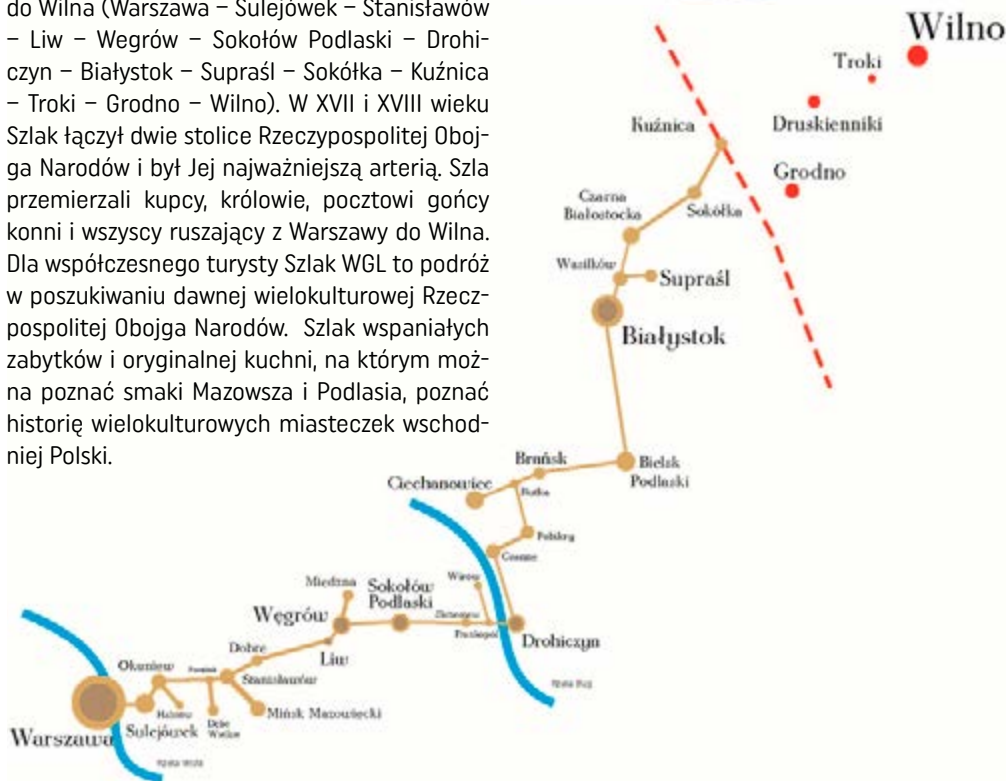 do Wilna (Warszawa – Sulejówek – Stanisławów
– Liw – Wegrów – Sokołów Podlaski – Drohi-
czyn – Białystok – Supraśl – Sokółka – Kuźnica
– Troki – Grodno – Wilno). W XVII i XVIII wieku
Szlak łączył dwie stolice Rzeczypospolitej Oboj-
ga Narodów i był Jej najważniejszą arterią. Szla
przemierzali kupcy, królowie, pocztowi gońcy
konni i wszyscy ruszający z Warszawy do Wilna.
Dla współczesnego turysty Szlak WGL to podróż
w poszukiwaniu dawnej wielokulturowej Rzecz-
pospolitej Obojga Narodów. Szlak wspaniałych
zabytków i oryginalnej kuchni, na którym moż-
na poznać smaki Mazowsza i Podlasia, poznać
historię wielokulturowych miasteczek wschod-
niej Polski.
Wilno
Troki
Druskienniki
Grodno
Kuźnica
Sokółka
Czarna
Białostocka
Wasilków
Supraśl
Białystok
Bielsk
Podlaski
Brańsk
Ciechanowiec
Rudka
Drohiczyn
Sokołów
Podlaski
Miedzna
Węgrów
Liw
Dobre
Stanisławów
Mińsk Mazowiecki
Okuniew
Sulejówek
Warszawa